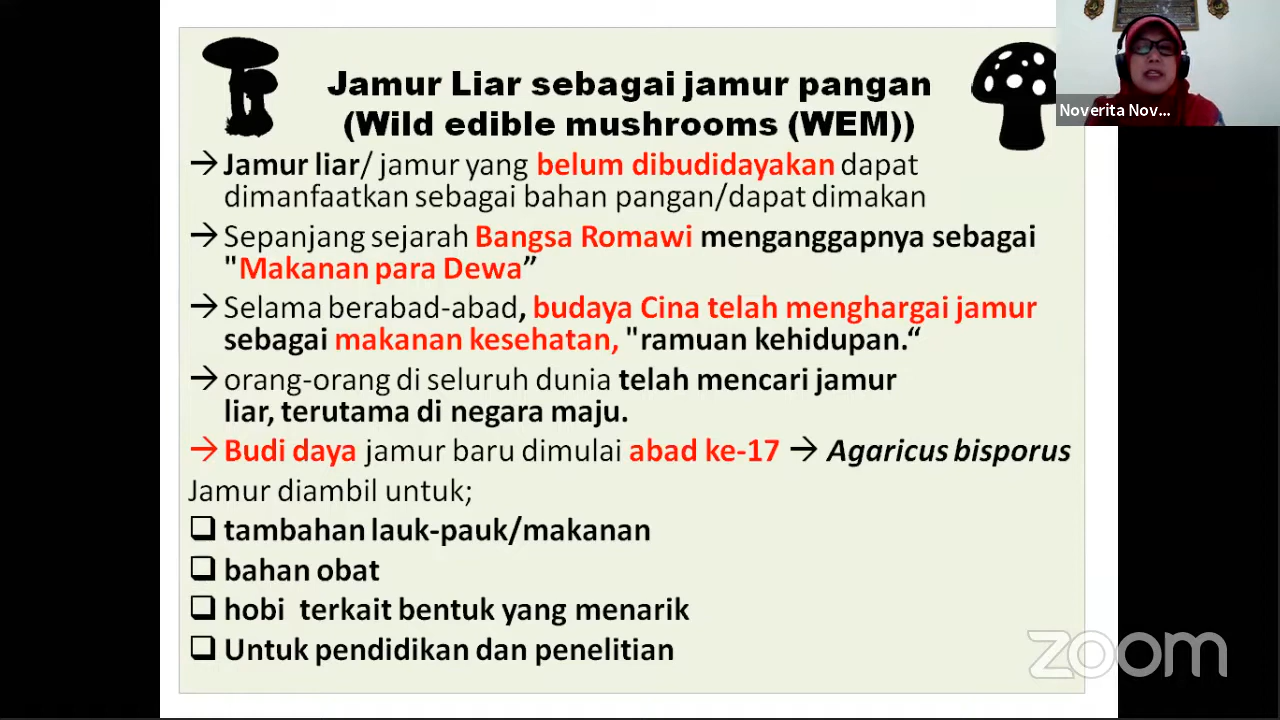 Jamur Liar sebagai jamur pangan
(Wild edible mushrooms (WEM))
Noverita Nov...
→ Jamur liar/ jamur yang belum dibudidayakan dapat
dimanfaatkan sebagai bahan pangan/dapat dimakan
→ Sepanjang sejarah Bangsa Romawi menganggapnya sebagai
"Makanan para Dewa”
→ Selama berabad-abad, budaya Cina telah menghargai jamur
sebagai makanan kesehatan, "ramuan kehidupan.“
→ orang-orang di seluruh dunia telah mencari jamur
liar, terutama di negara maju.
→ Budi daya jamur baru dimulai abad ke-17 → Agaricus bisporus
Jamur diambil untuk;
❑ tambahan lauk-pauk/makanan
❑ bahan obat
❑ hobi terkait bentuk yang menarik
❑ Untuk pendidikan dan penelitian
zoom